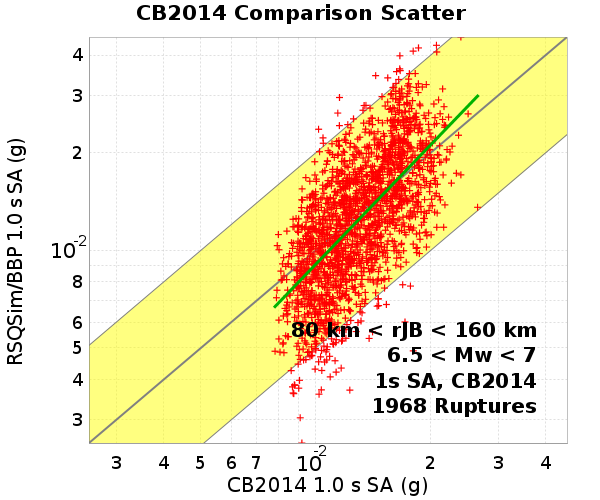 CB2014 Comparison Scatter
RSQSim/BBP 1.0 s SA (g)
4
3
2
10-2
8
6
5
4
3
80 km < rJB < 160 km
6.5 < Mw < 7
1s SA, CB2014
1968 Ruptures
3 4 5 6 7 10-2 2 3 4
CB2014 1.0 s SA (g)